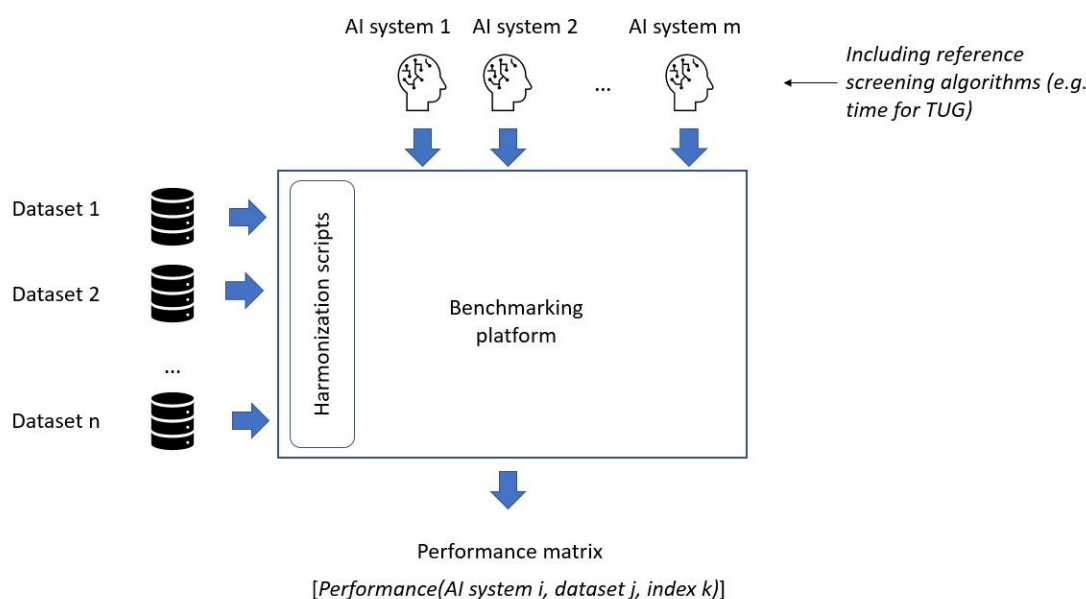 AI system 1
AI system 2
AI system m
...
Including reference
screening algorithms (e.g.
time for TUG)
Dataset 1
Dataset 2
...
Dataset n
Harmonization scripts
Benchmarking
platform
Performance matrix
[Performance(AI system i, dataset j, index k)]